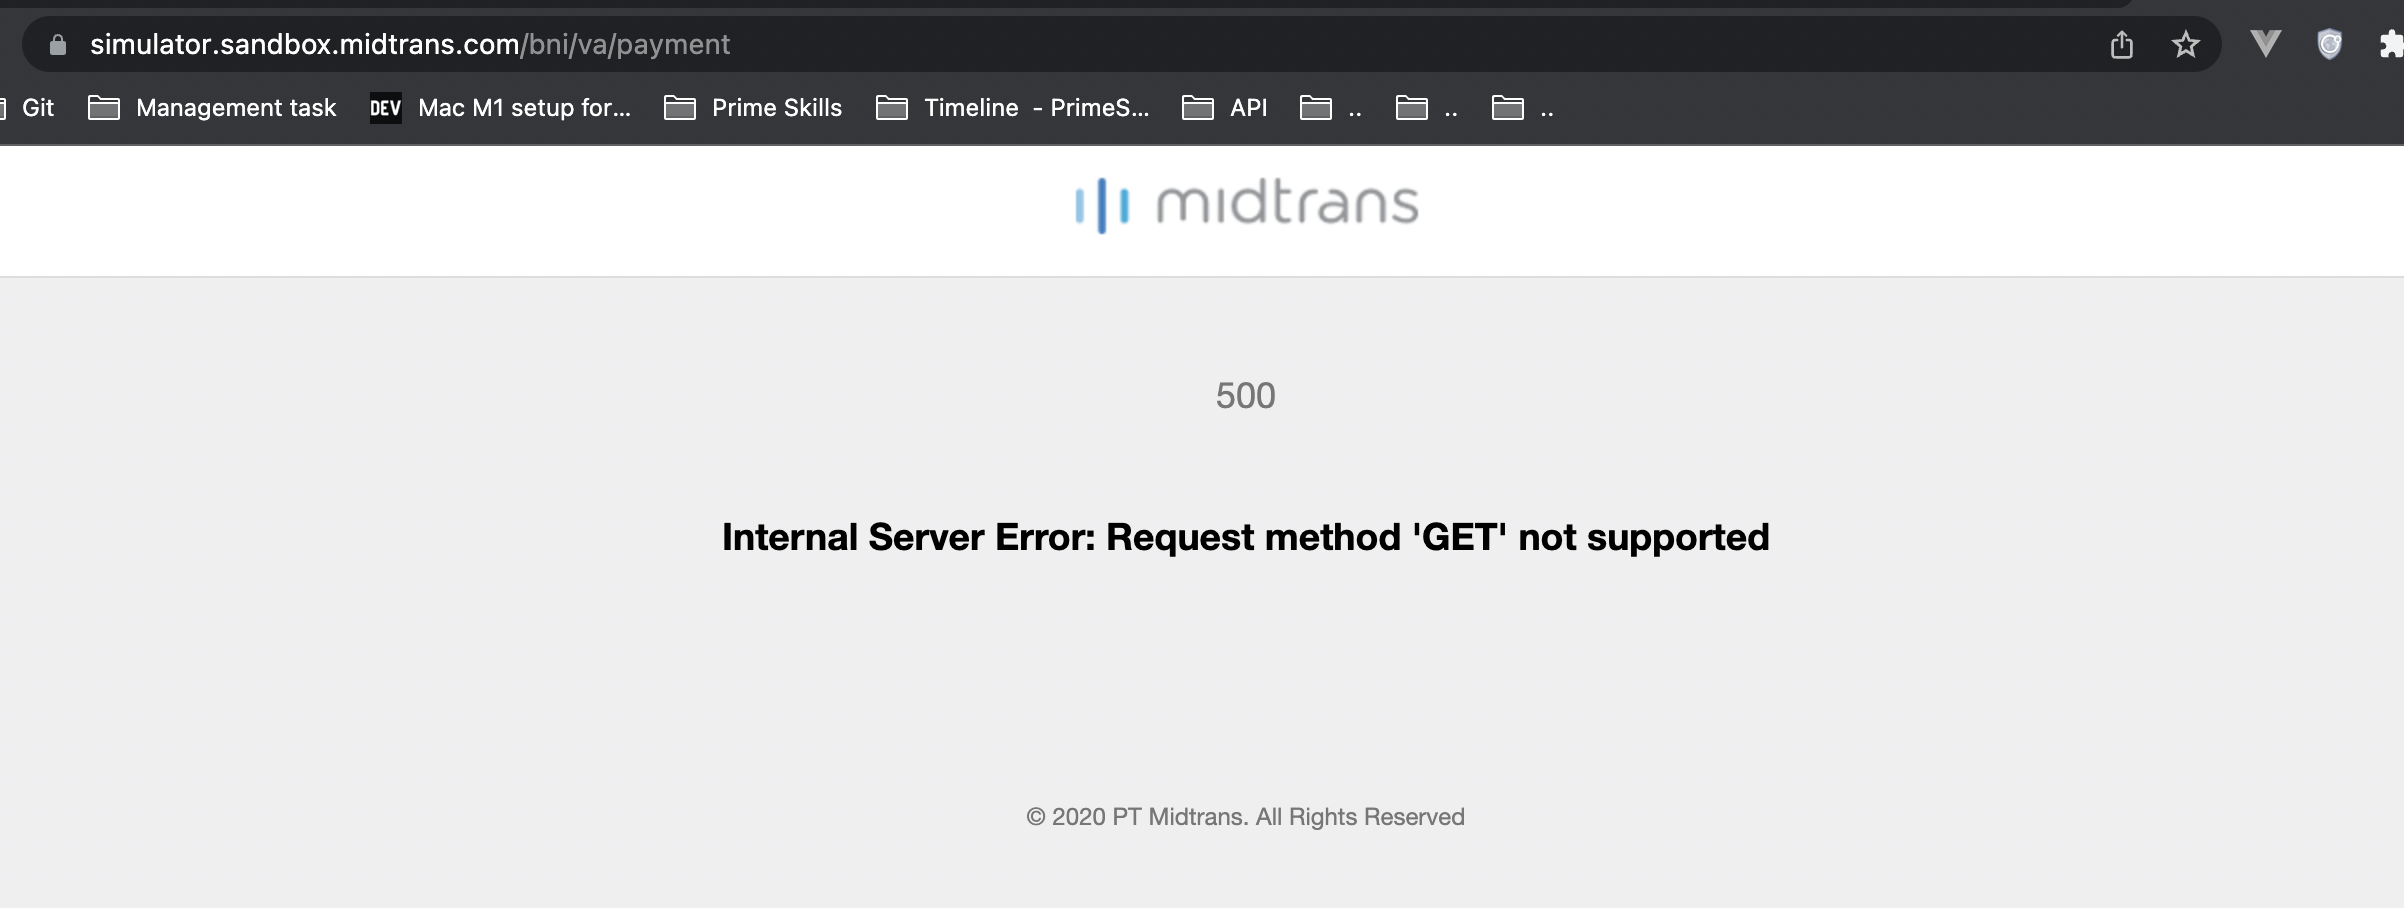 simulator.sandbox.midtrans.com/bni/va/payment
Git Management task DEV Mac M1 setup for... Prime Skills Timeline - PrimeS... API .. .. ..
midtrans
500
Internal Server Error: Request method 'GET' not supported
© 2020 PT Midtrans. All Rights Reserved